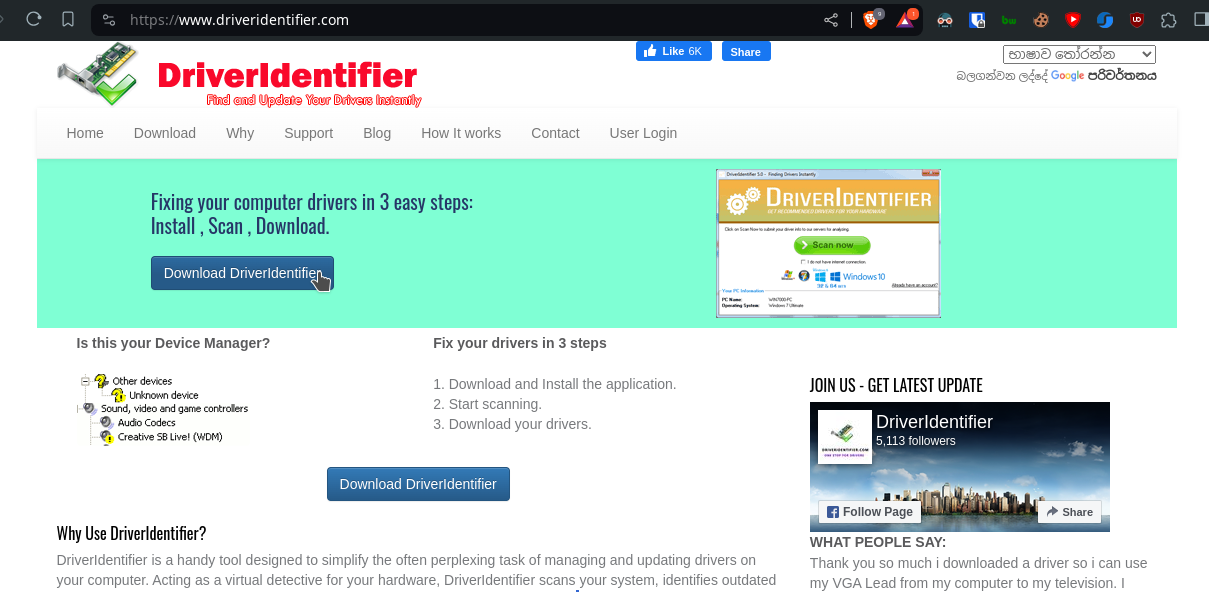 https://www.driveridentifier.com
Like 6K
Share
භාෂාව තෝරන්න
බලගන්වන ලද්දේ Google පරිවර්තනය
DriverIdentifier
Find and Update Your Drivers Instantly
Home
Download
Why
Support
Blog
How It works
Contact
User Login
Fixing your computer drivers in 3 easy steps:
Install , Scan , Download.
Download DriverIdentifier
DriverIdentifier 5.0 - Finding Drivers Instantly
DRIVERIDENTIFIER
GET RECOMMENDED DRIVERS FOR YOUR HARDWARE
Click on Scan Now to submit your driver info to our servers for analyzing.
Scan now
I do not have internet connection.
Windows 10
32 & 64 bit
Already have an account?
Your PC Information
PC Name: WIN7000-PC
Operating System: Windows 7 Ultimate
Is this your Device Manager?
Other devices
Unknown device
Sound, video and game controllers
Audio Codecs
Creative SB Live! (WDM)
Fix your drivers in 3 steps
1. Download and Install the application.
2. Start scanning.
3. Download your drivers.
Download DriverIdentifier
JOIN US - GET LATEST UPDATE
DriverIdentifier
5,113 followers
DRIVERIDENTIFIER.COM
ONE STOP FOR DRIVERS
Follow Page
Share
Why Use DriverIdentifier?
DriverIdentifier is a handy tool designed to simplify the often perplexing task of managing and updating drivers on
your computer. Acting as a virtual detective for your hardware, DriverIdentifier scans your system, identifies outdated
WHAT PEOPLE SAY:
Thank you so much i downloaded a driver so i can use
my VGA Lead from my computer to my television. I